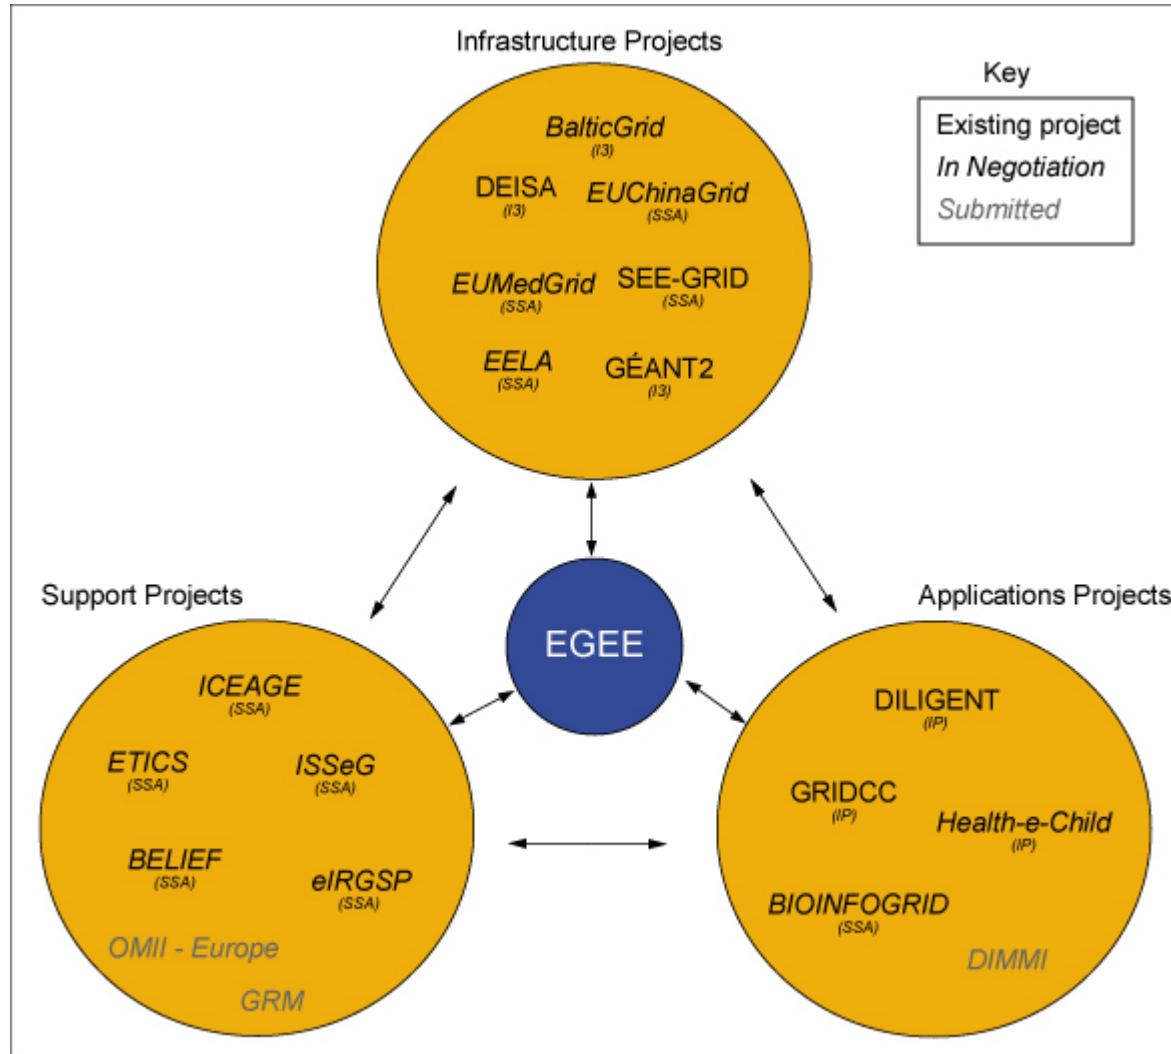 Infrastructure Projects
Key
Existing project
In Negotiation
Submitted
BalticGrid
(I3)
DEISA
(I3)
EUChinaGrid
(SSA)
EUMedGrid
(SSA)
SEE-GRID
(SSA)
EELA
(SSA)
GÉANT2
(I3)
EGEE
Support Projects
ICEAGE
(SSA)
ETICS
(SSA)
ISSeG
(SSA)
BELIEF
(SSA)
eIRGSP
(SSA)
OMII - Europe
GRM
Applications Projects
DILIGENT
(IP)
GRIDCC
(IP)
Health-e-Child
(IP)
BIOINFOGRID
(SSA)
DIMMI